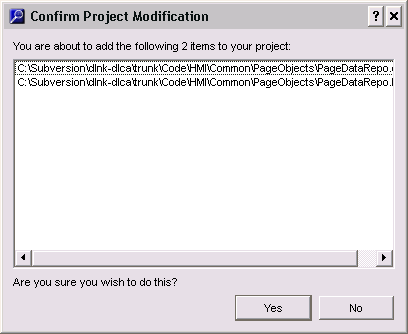 Confirm Project Modification
You are about to add the following 2 items to your project:
C:\Subversion\dlnk-dlca\trunk\Code\HMI\Common\PageObjects\PageDataRepo.
C:\Subversion\dlnk-dlca\trunk\Code\HMI\Common\PageObjects\PageDataRepo.
Are you sure you wish to do this?
Yes No